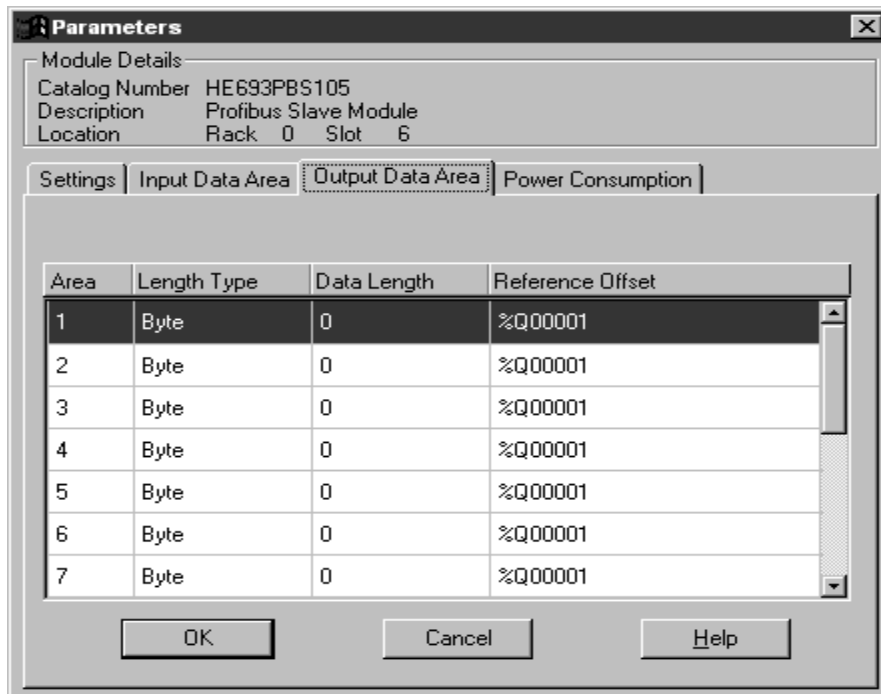 Parameters
Module Details
Catalog Number HE693PBS105
Description Profibus Slave Module
Location Rack 0 Slot 6
Settings Input Data Area Output Data Area Power Consumption
Area Length Type Data Length Reference Offset
1 Byte 0 %Q00001
2 Byte 0 %Q00001
3 Byte 0 %Q00001
4 Byte 0 %Q00001
5 Byte 0 %Q00001
6 Byte 0 %Q00001
7 Byte 0 %Q00001
OK Cancel Help